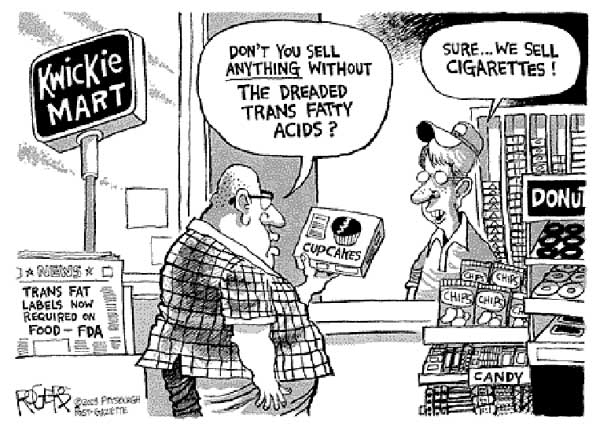 KWICKIE
MART
DON'T YOU SELL
ANYTHING WITHOUT
THE DREADED
TRANS FATTY
ACIDS?
SURE...WE SELL
CIGARETTES!
CUPCAKES
DONU
CHIPS CHIPS
CHIPS CHIPS
CANDY
NEWS
TRANS FAT
LABELS NOW
REQUIRED ON
FOOD - FDA
ROGERS
©2003 PITTSBURGH
POST-GAZETTE